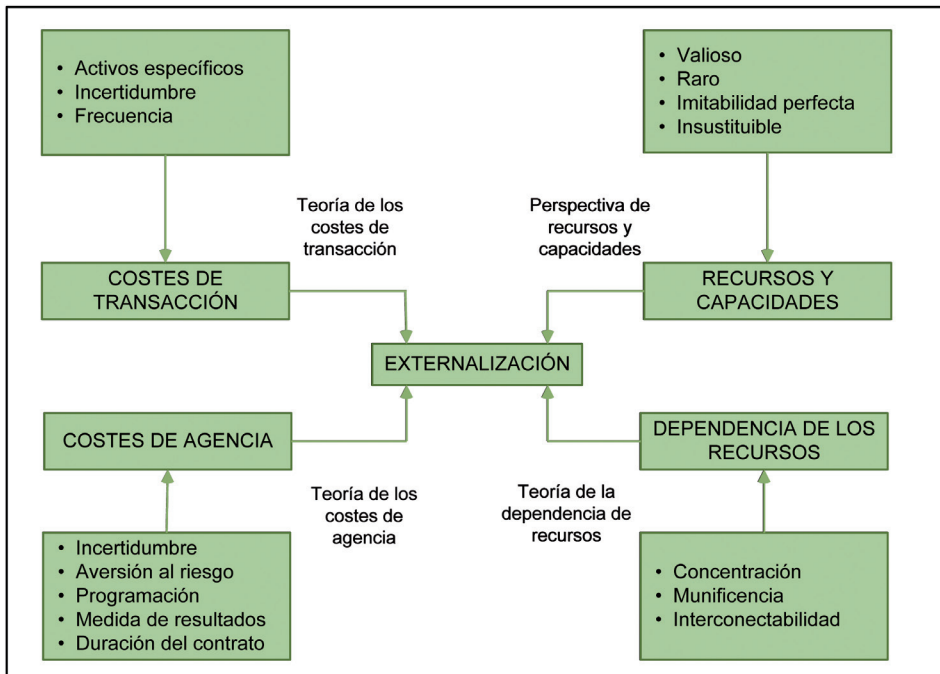 • Activos específicos
• Incertidumbre
• Frecuencia
• Valioso
• Raro
• Imitabilidad perfecta
• Insustituible
Teoría de los
costes de
transacción
Perspectiva de
recursos y
capacidades
COSTES DE
TRANSACCIÓN
RECURSOS Y
CAPACIDADES
EXTERNALIZACIÓN
COSTES DE AGENCIA
DEPENDENCIA DE LOS
RECURSOS
Teoría de los
costes de
agencia
Teoría de la
dependencia de
recursos
• Incertidumbre
• Aversión al riesgo
• Programación
• Medida de resultados
• Duración del contrato
• Concentración
• Munificencia
• Interconectabilidad